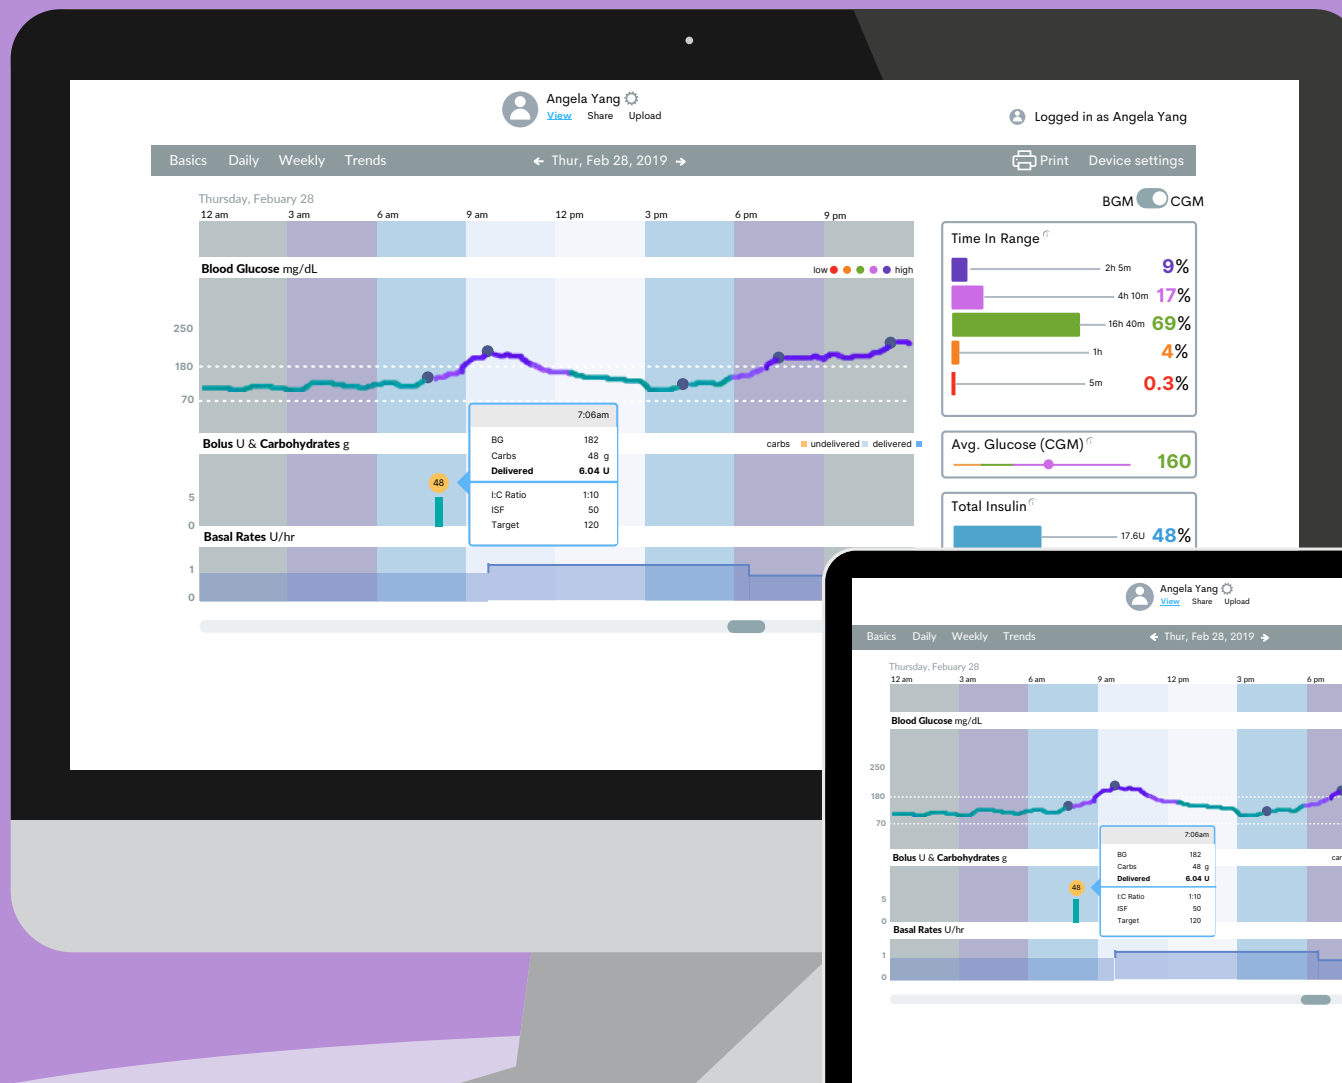 Angela Yang
View Share Upload
Logged in as Angela Yang
Basics Daily Weekly Trends
Thur, Feb 28, 2019
Print Device settings
Thursday, Febuary 28
12 am 3 am 6 am 9 am 12 pm 3 pm 6 pm 9 pm
BGM CGM
Blood Glucose mg/dL
low high
250
180
70
Bolus U & Carbohydrates g
carbs undelivered delivered
48
5
0
7:06am
BG 182
Carbs 48 g
Delivered 6.04 U
I:C Ratio 1:10
ISF 50
Target 120
Basal Rates U/hr
1
0
Time In Range
2h 5m 9%
4h 10m 17%
16h 40m 69%
1h 4%
5m 0.3%
Avg. Glucose (CGM)
160
Total Insulin
17.6U 48%
Angela Yang
View Share Upload
Basics Daily Weekly Trends
Thur, Feb 28, 2019
Thursday, Febuary 28
12 am 3 am 6 am 9 am 12 pm 3 pm 6 pm
Blood Glucose mg/dL
250
180
70
Bolus U & Carbohydrates g
48
5
0
7:06am
BG 182
Carbs 48 g
Delivered 6.04 U
I:C Ratio 1:10
ISF 50
Target 120
Basal Rates U/hr
1
0